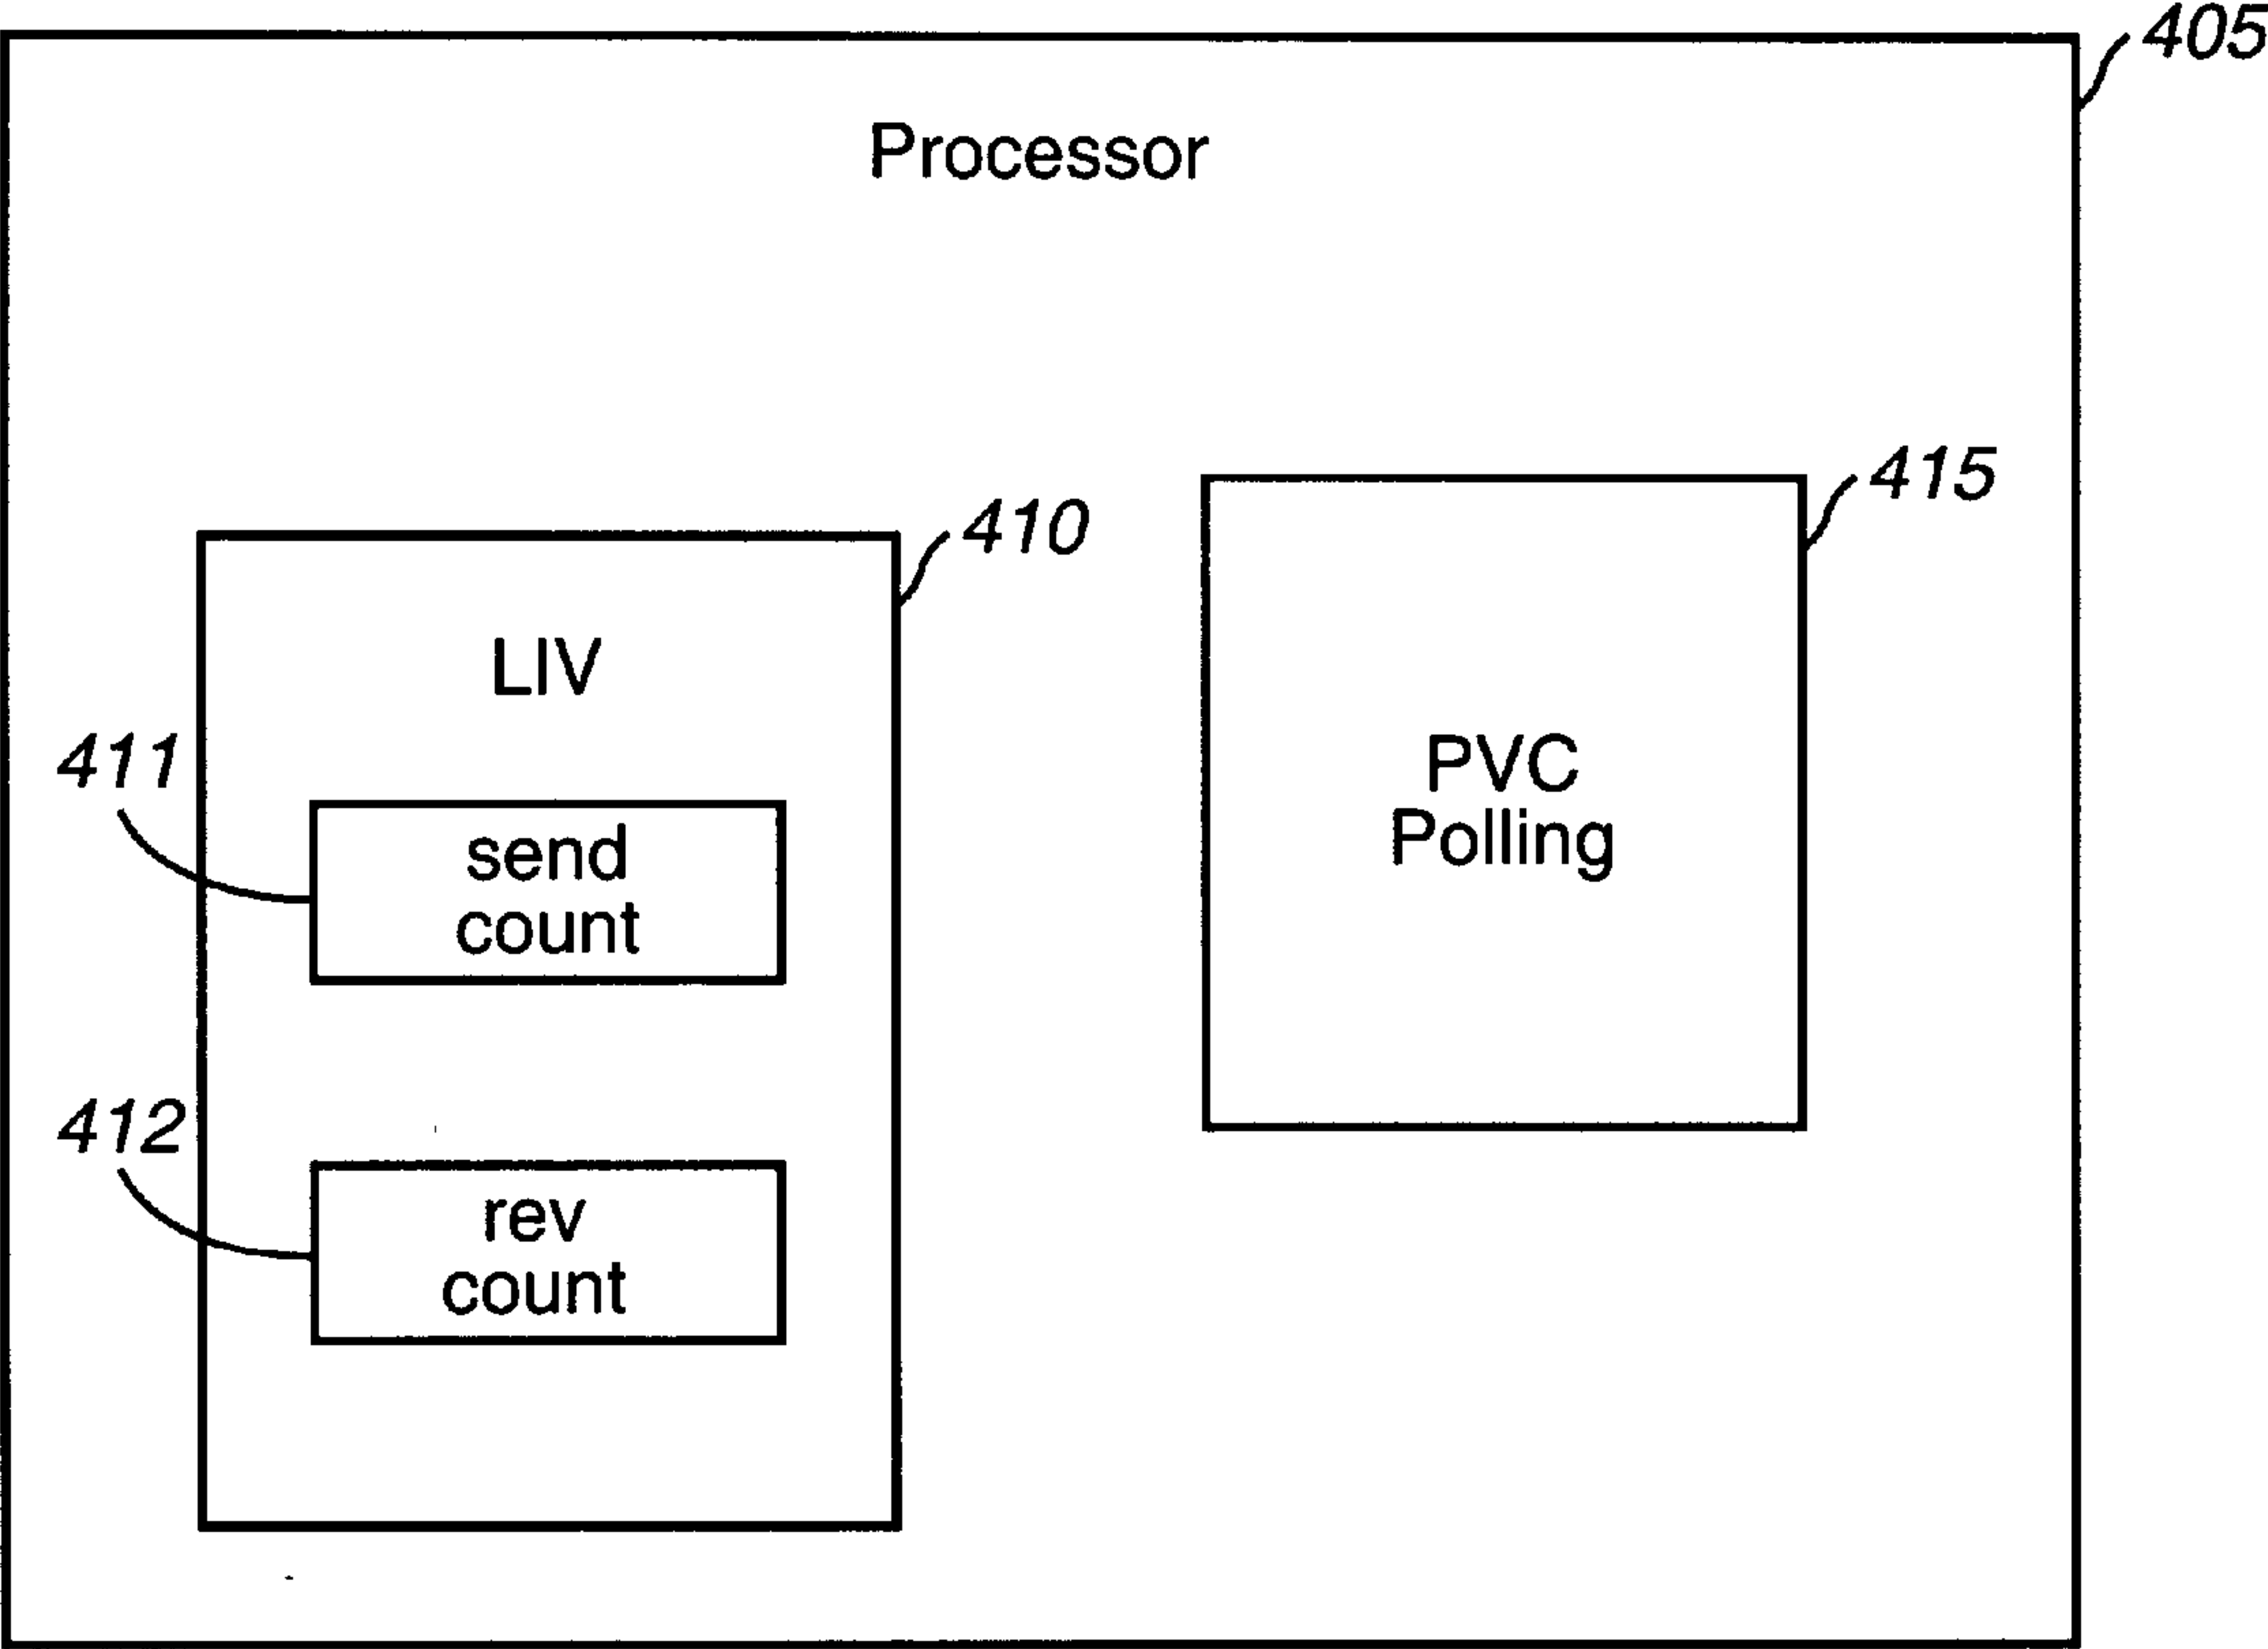 405
Processor
415
410
LIV
411
PVC
Polling
send
count
412
rev
count